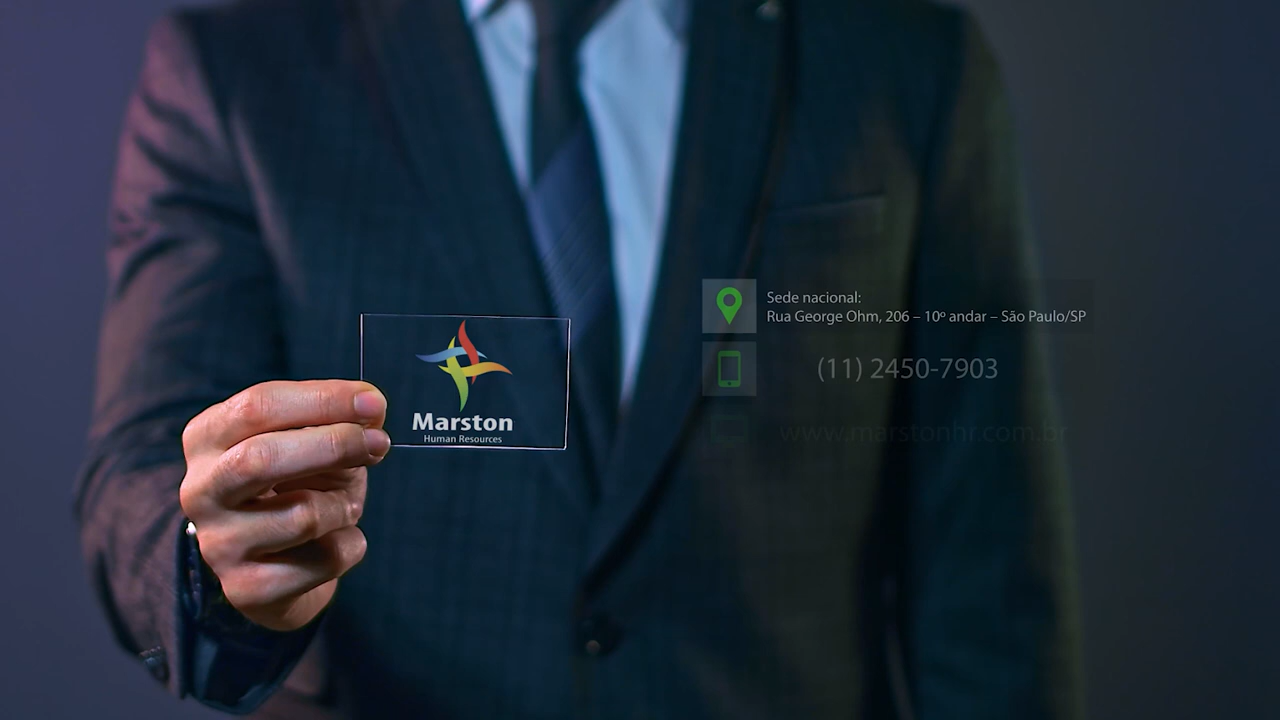 Marston
Human Resources
Sede nacional:
Rua George Ohm, 206 – 10º andar – São Paulo/SP
(11) 2450-7903
www.marstonhr.com.br